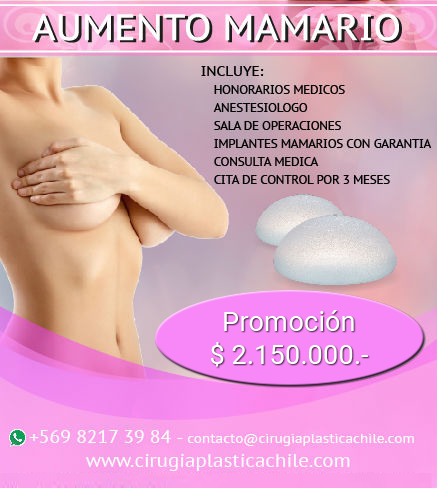 AUMENTO MAMARIO
INCLUYE:
HONORARIOS MEDICOS
ANESTESIOLOGO
SALA DE OPERACIONES
IMPLANTES MAMARIOS CON GARANTIA
CONSULTA MEDICA
CITA DE CONTROL POR 3 MESES
Promoción
$ 2.150.000.-
+569 8217 39 84 - contacto@cirugiaplasticachile.com
www.cirugiaplasticachile.com